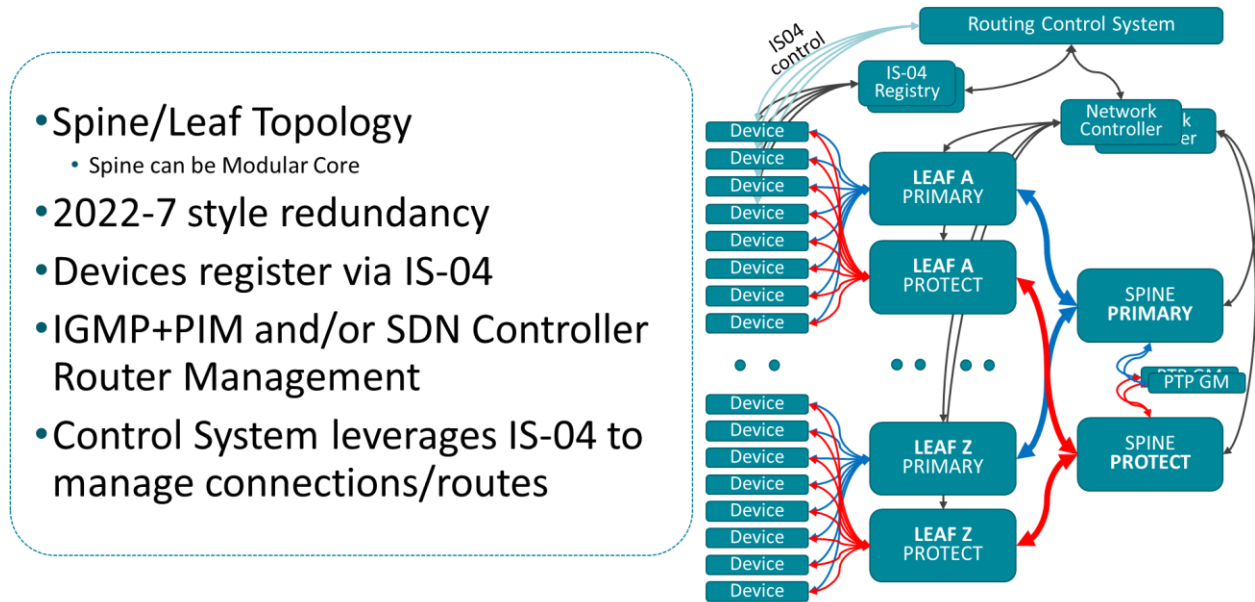 •Spine/Leaf Topology
• Spine can be Modular Core
•2022-7 style redundancy
•Devices register via IS-04
•IGMP+PIM and/or SDN Controller
Router Management
•Control System leverages IS-04 to
manage connections/routes
Routing Control System
IS04
control
IS-04
Registry
Network
Controller
Device
Device
Device
Device
Device
Device
Device
Device
LEAF A
PRIMARY
LEAF A
PROTECT
SPINE
PRIMARY
PTP GM
PTP GM
Device
Device
Device
Device
Device
Device
Device
Device
LEAF Z
PRIMARY
LEAF Z
PROTECT
SPINE
PROTECT